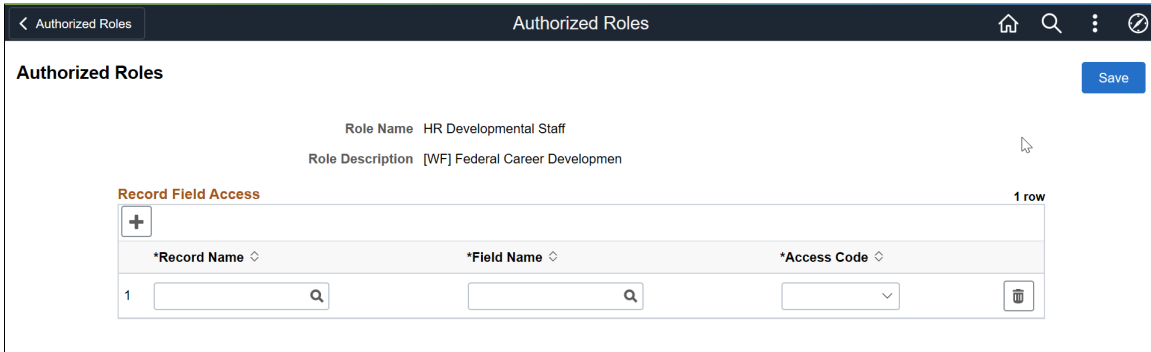 Authorized Roles
Authorized Roles
Authorized Roles
Save
Role Name HR Developmental Staff
Role Description [WF] Federal Career Developmen
Record Field Access 1 row
*Record Name *Field Name *Access Code
1